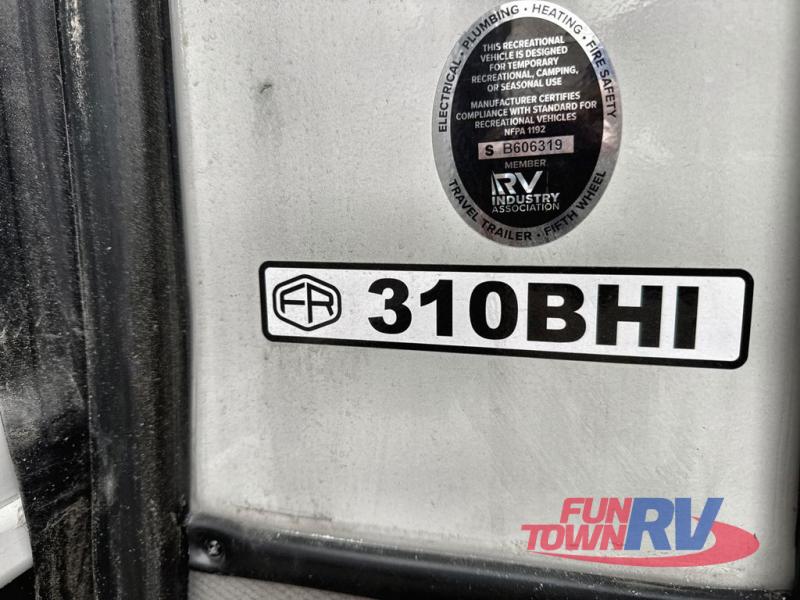 ELECTRICAL - PLUMBING - HEATING - FIRE SAFETY
THIS RECREATIONAL
VEHICLE IS DESIGNED
FOR TEMPORARY
RECREATIONAL, CAMPING,
OR SEASONAL USE
MANUFACTURER CERTIFIES
COMPLIANCE WITH STANDARD FOR
RECREATIONAL VEHICLES
NFPA 1192
S B606319
MEMBER
RV
INDUSTRY
ASSOCIATION
TRAVEL TRAILER - FIFTH WHEEL
FR 310BHI
FUN
TOWN RV